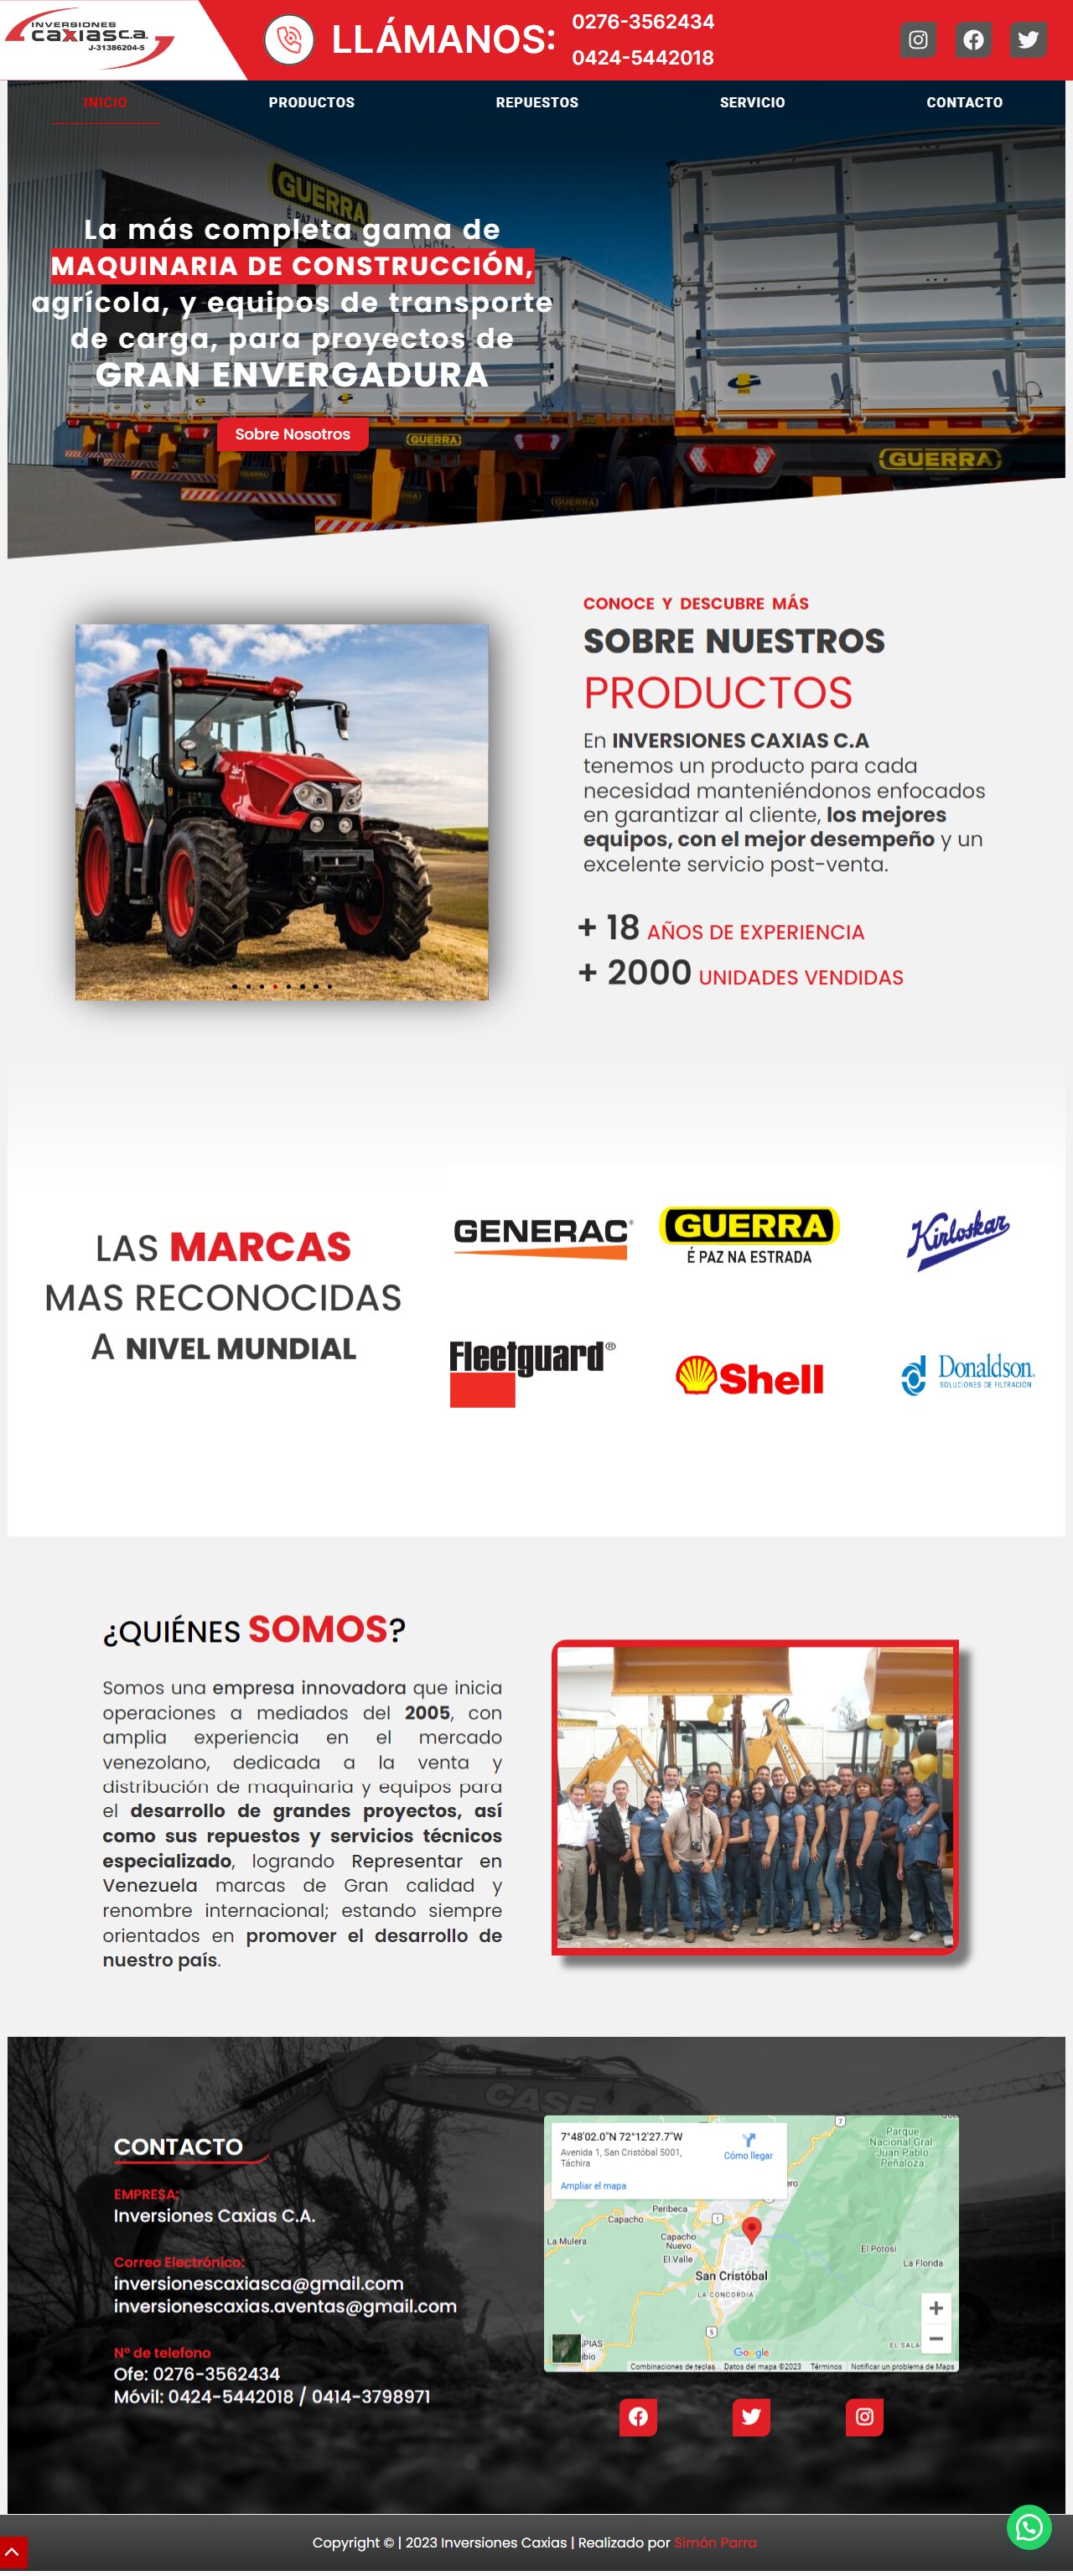 INVERSIONES
caxias c.a.
J-31386204-5
LLÁMANOS:
0276-3562434
0424-5442018
INICIO
PRODUCTOS
REPUESTOS
SERVICIO
CONTACTO
GUERRA
La más completa gama de
MAQUINARIA DE CONSTRUCCIÓN,
agrícola, y equipos de transporte
de carga, para proyectos de
GRAN ENVERGADURA
Sobre Nosotros
GUERRA
GUERRA
GUERRA
CONOCE Y DESCUBRE MÁS
SOBRE NUESTROS
PRODUCTOS
En INVERSIONES CAXIAS C.A
tenemos un producto para cada
necesidad manteniéndonos enfocados
en garantizar al cliente, los mejores
equipos, con el mejor desempeño y un
excelente servicio post-venta.
+ 18 AÑOS DE EXPERIENCIA
+ 2000 UNIDADES VENDIDAS
LAS MARCAS
MAS RECONOCIDAS
A NIVEL MUNDIAL
GENERAC®
GUERRA
É PAZ NA ESTRADA
Kirloskar
Fleetguard®
Shell
Donaldson.
SOLUCIONES DE FILTRACIÓN
¿QUIÉNES SOMOS?
Somos una empresa innovadora que inicia
operaciones a mediados del 2005, con
amplia experiencia en el mercado
venezolano, dedicada a la venta y
distribución de maquinaria y equipos para
el desarrollo de grandes proyectos, así
como sus repuestos y servicios técnicos
especializado, logrando Representar en
Venezuela marcas de Gran calidad y
renombre internacional; estando siempre
orientados en promover el desarrollo de
nuestro país.
CASE
CONTACTO
EMPRESA:
Inversiones Caxias C.A.
Correo Electrónico:
inversionescaxiasca@gmail.com
inversionescaxias.aventas@gmail.com
Nº de telefono
Ofe: 0276-3562434
Móvil: 0424-5442018 / 0414-3798971
7°48'02.0"N 72°12'27.7"W
Avenida 1, San Cristóbal 5001,
Táchira
Cómo llegar
Ampliar el mapa
7
Parque
Nacional Gral.
Juan Pablo
Peñaloza
Peribeca
Capacho
1
La Mulera
Capacho
Nuevo
El Valle
El Potosí
La Florida
San Cristóbal
LA CONCORDIA
5
Google
Combinaciones de teclas
Datos del mapa ©2023
Términos
Notificar un problema de Maps
Copyright © | 2023 Inversiones Caxias | Realizado por Simón Parra